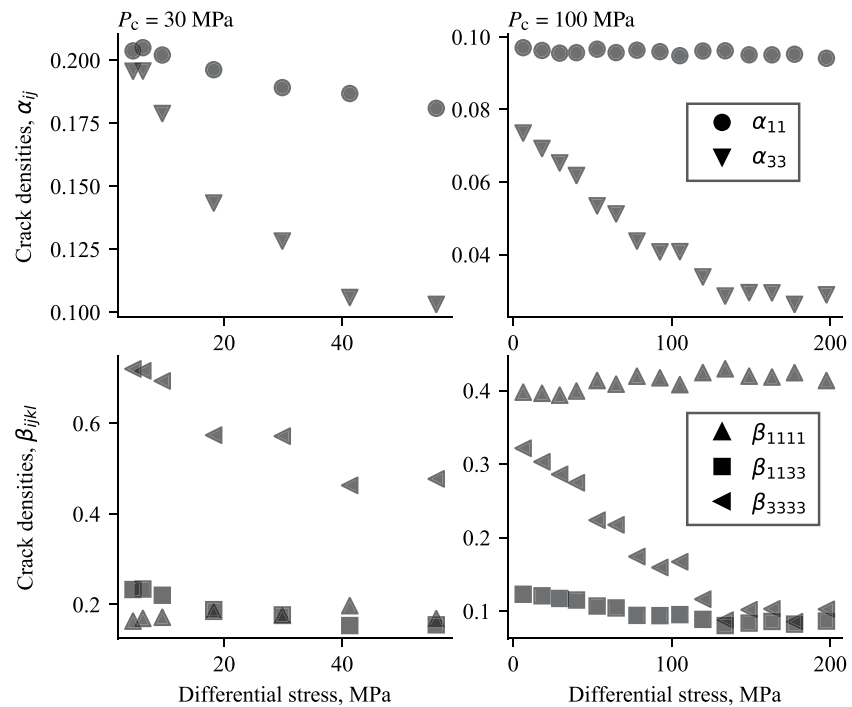 P_c = 30 MPa
P_c = 100 MPa
Crack densities, α_ij
0.200
0.175
0.150
0.125
0.100
20
40
0.10
0.08
0.06
0.04
0
100
200
α_11
α_33
Crack densities, β_ijkl
0.6
0.4
0.2
20
40
Differential stress, MPa
0.4
0.3
0.2
0.1
0
100
200
Differential stress, MPa
β_1111
β_1133
β_3333